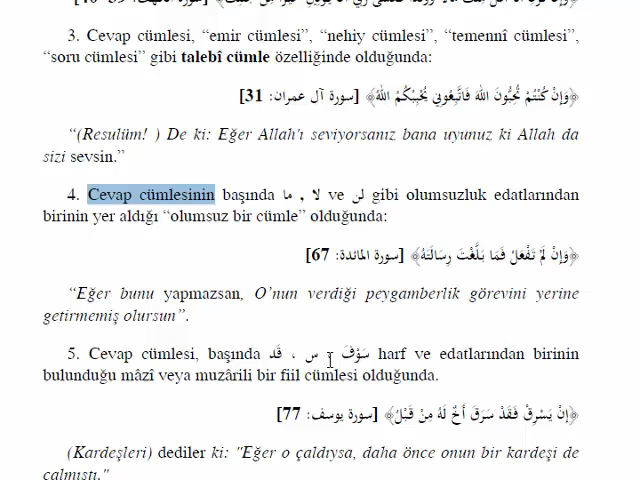 3. Cevap cümlesi, “emir cümlesi”, “nehiy cümlesi”, “temennî cümlesi”,
“soru cümlesi” gibi talebî cümle özelliğinde olduğunda:
﴿وَإِنْ كُنْتُمْ تُحِبُّونَ اللهَ فَاتَّبِعُونِي يُحْبِبْكُمُ اللهُ﴾ [سورة آل عمران: 31]
“(Resulüm! ) De ki: Eğer Allah'ı seviyorsanız bana uyunuz ki Allah da
sizi sevsin.”
4. Cevap cümlesinin başında لن ve لا , ما gibi olumsuzluk edatlarından
birinin yer aldığı “olumsuz bir cümle” olduğunda:
﴿وَإِنْ لَمْ تَفْعَلْ فَمَا بَلَّغْتَ رِسَالَتَهُ﴾ [سورة المائدة: 67]
“Eğer bunu yapmazsan, O’nun verdiği peygamberlik görevini yerine
getirmemiş olursun”.
5. Cevap cümlesi, başında سَوْفَ ، س ، قَد harf ve edatlarından birinin
bulunduğu mâzî veya muzârili bir fiil cümlesi olduğunda.
﴿إِنْ يَسْرِقْ فَقَدْ سَرَقَ أَخٌ لَهُ مِنْ قَبْلُ﴾ [سورة يوسف: 77]
(Kardeşleri) dediler ki: "Eğer o çaldıysa, daha önce onun bir kardeşi de
çalmıştı."